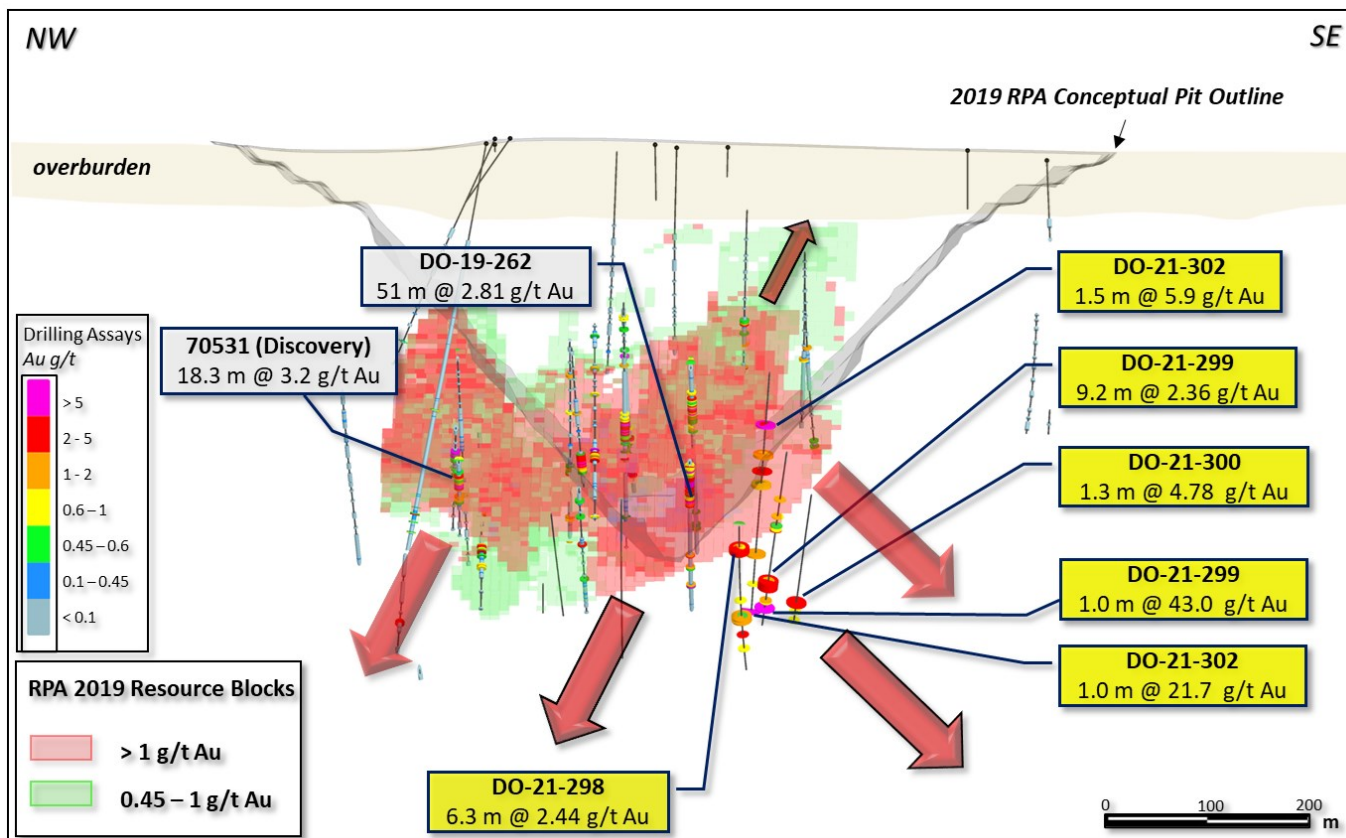 NW
SE
2019 RPA Conceptual Pit Outline
overburden
DO-19-262
51 m @ 2.81 g/t Au
70531 (Discovery)
18.3 m @ 3.2 g/t Au
DO-21-302
1.5 m @ 5.9 g/t Au
DO-21-299
9.2 m @ 2.36 g/t Au
DO-21-300
1.3 m @ 4.78 g/t Au
DO-21-299
1.0 m @ 43.0 g/t Au
DO-21-302
1.0 m @ 21.7 g/t Au
DO-21-298
6.3 m @ 2.44 g/t Au
Drilling Assays
Au g/t
> 5
2 - 5
1 - 2
0.6 – 1
0.45 – 0.6
0.1 – 0.45
< 0.1
RPA 2019 Resource Blocks
> 1 g/t Au
0.45 – 1 g/t Au
0 100 200
m